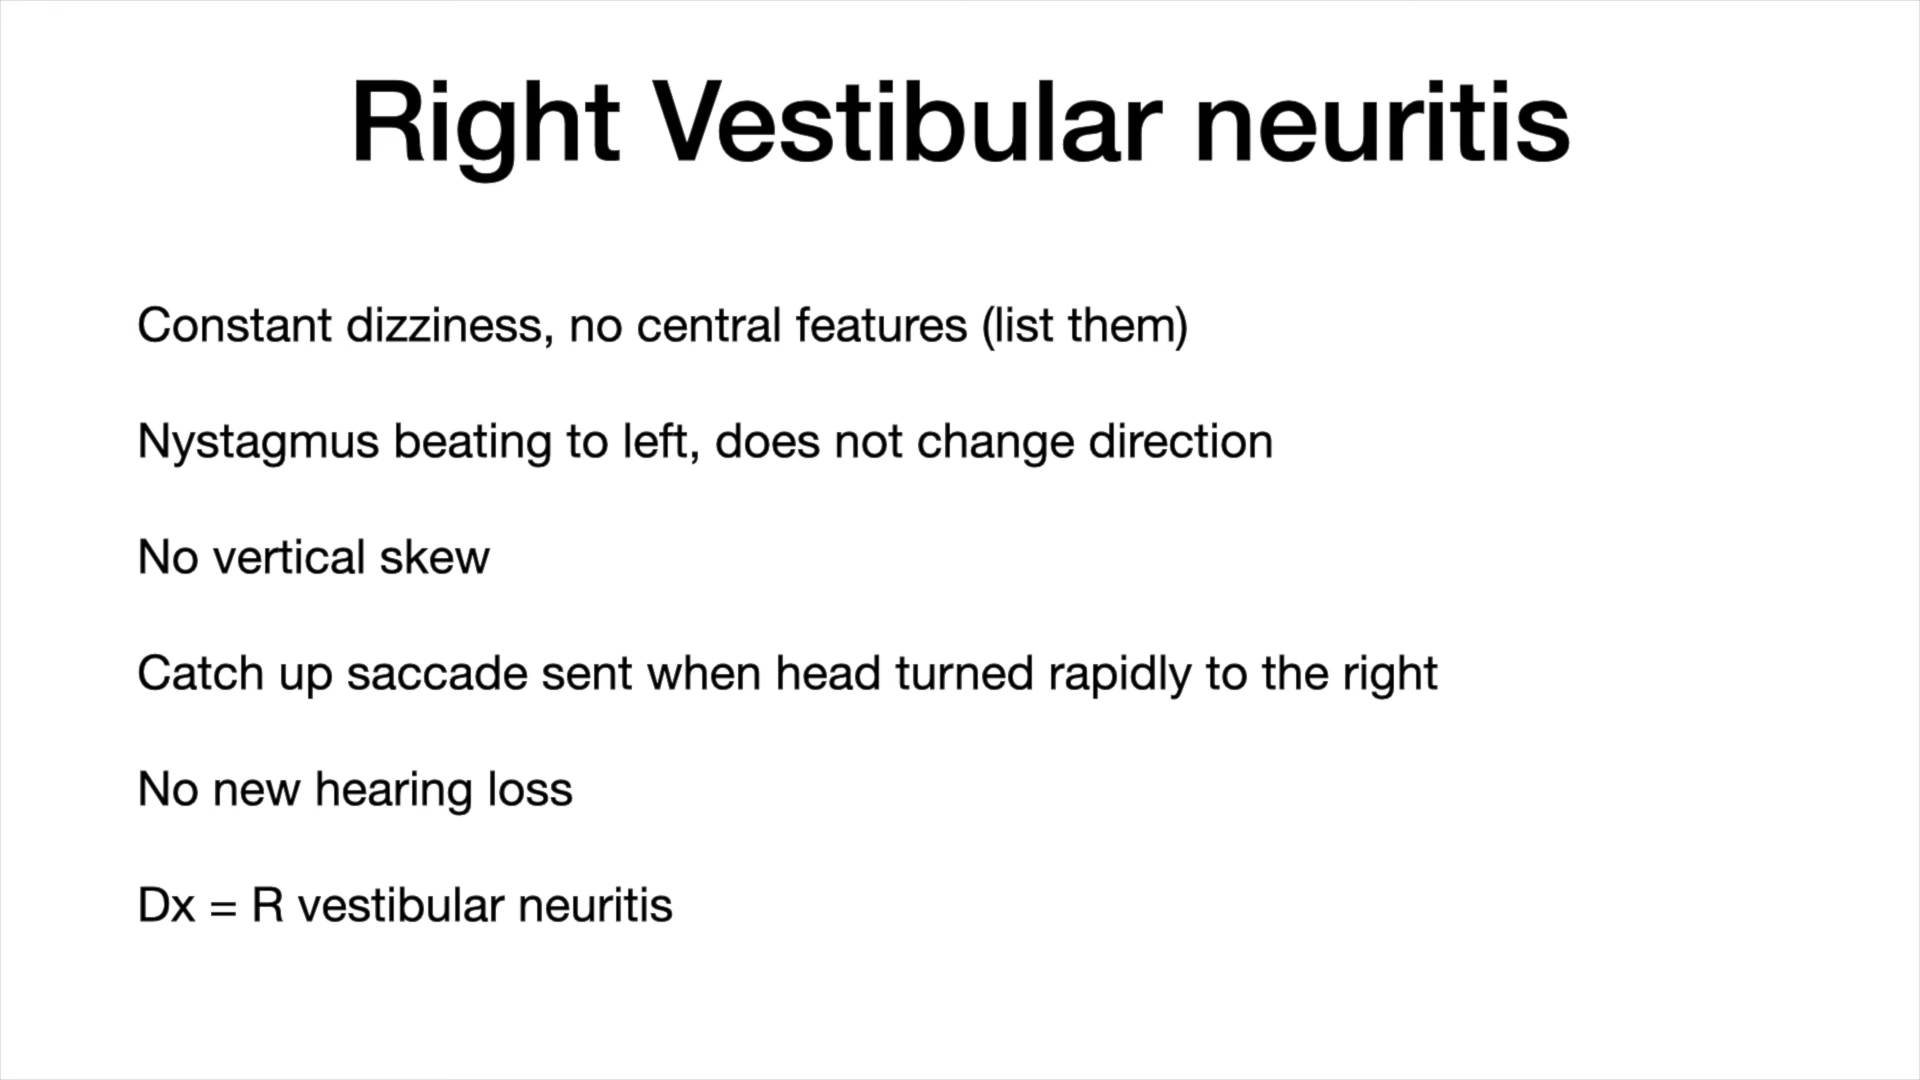 Right Vestibular neuritis
Constant dizziness, no central features (list them)
Nystagmus beating to left, does not change direction
No vertical skew
Catch up saccade sent when head turned rapidly to the right
No new hearing loss
Dx = R vestibular neuritis